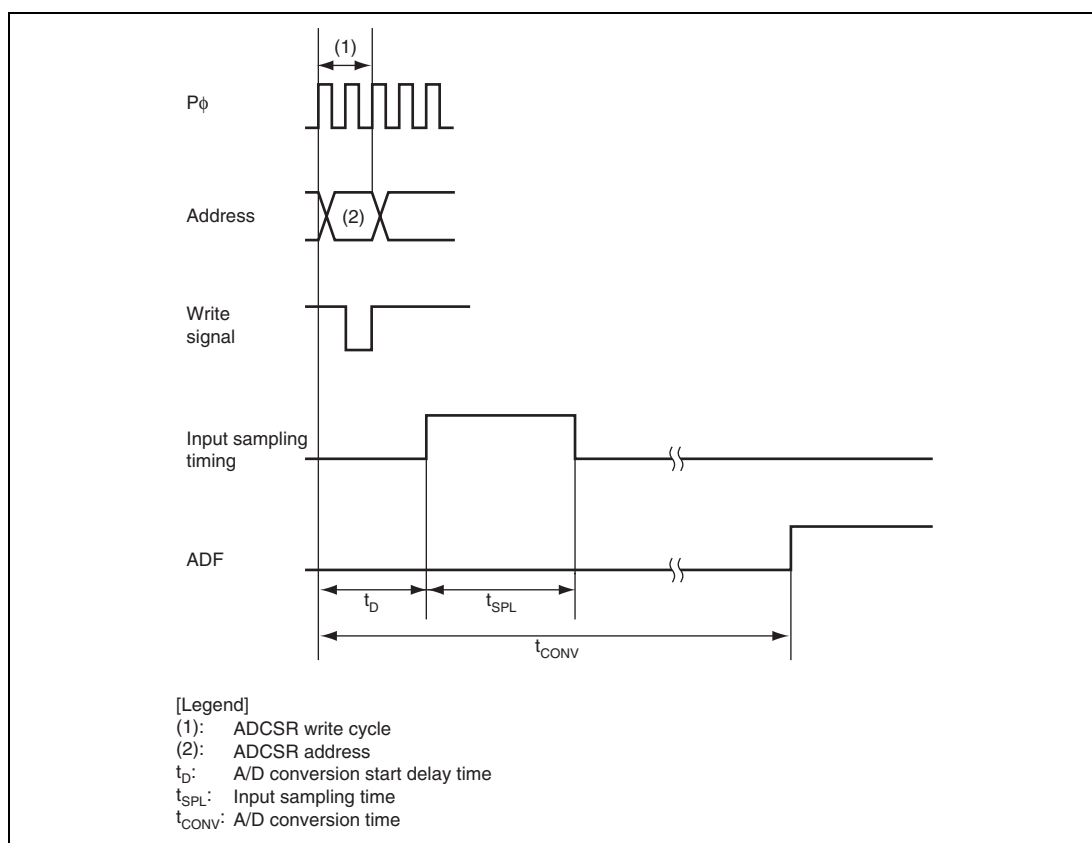 (1)
Pϕ
Address
(2)
Write
signal
Input sampling
timing
ADF
tD
tSPL
tCONV
[Legend]
(1): ADCSR write cycle
(2): ADCSR address
tD: A/D conversion start delay time
tSPL: Input sampling time
tCONV: A/D conversion time